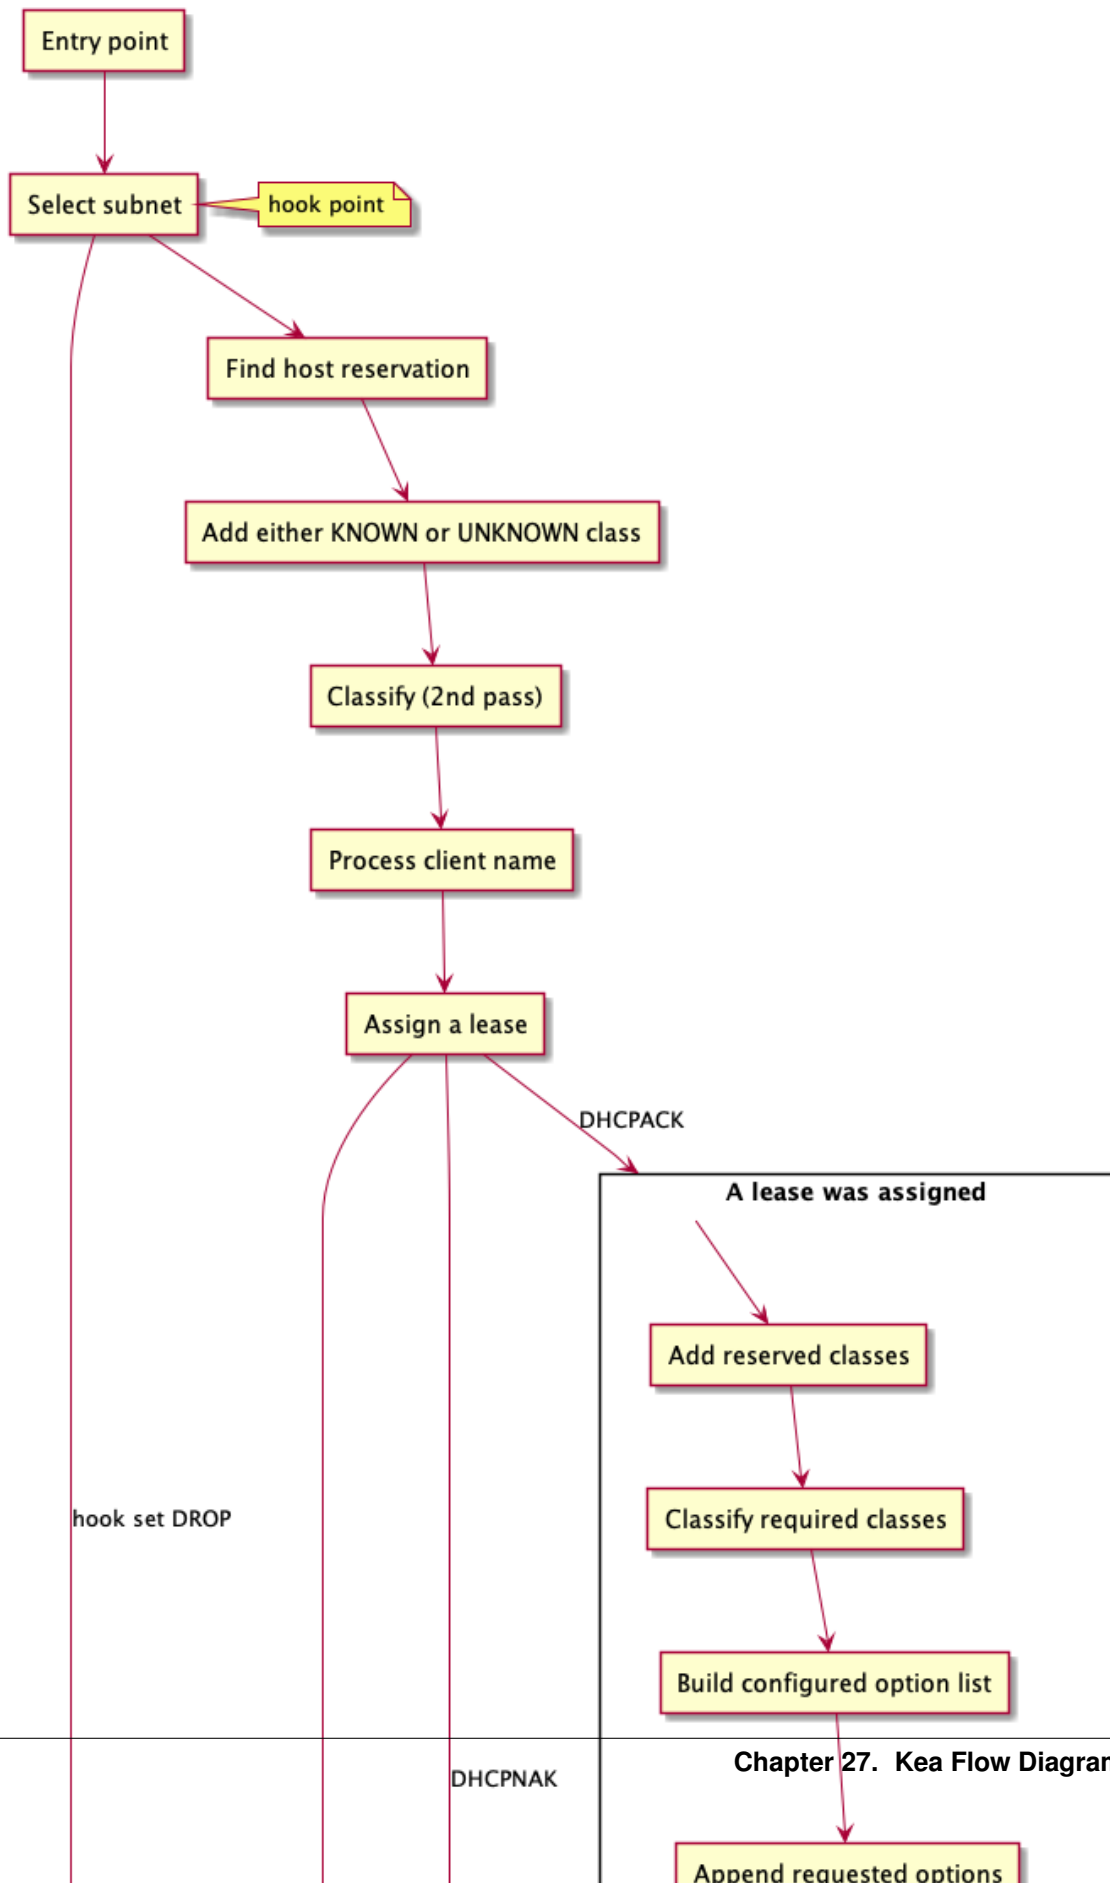 Entry point
Select subnet
hook point
Find host reservation
Add either KNOWN or UNKNOWN class
Classify (2nd pass)
Process client name
Assign a lease
DHCPACK
A lease was assigned
Add reserved classes
Classify required classes
hook set DROP
Build configured option list
Chapter 27. Kea Flow Diagram
DHCPNAK
Append requested options